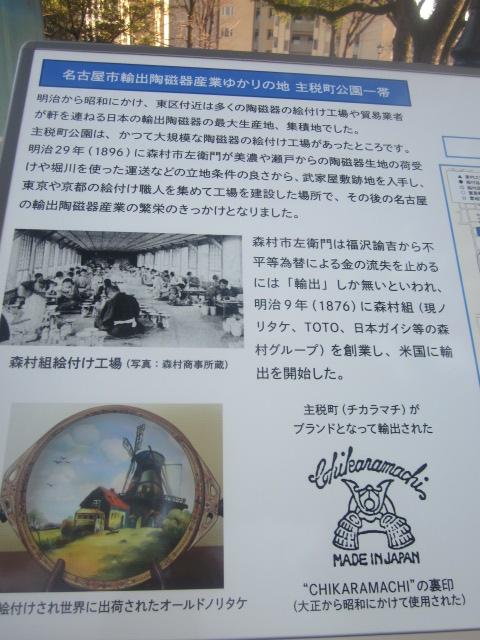 名古屋市輸出陶磁器産業ゆかりの地 主税町公園一帯
明治から昭和にかけ、東区付近は多くの陶磁器の絵付け工場や貿易業者
が軒を連ねる日本の輸出陶磁器の最大生産地、集積地でした。
主税町公園は、かつて大規模な陶磁器の絵付け工場があったところです。
明治29年（1896）に森村市左衛門が美濃や瀬戸からの陶磁器生地の荷受
けや堀川を使った運送などの立地条件の良さから、武家屋敷跡地を入手し、
東京や京都の絵付け職人を集めて工場を建設した場所で、その後の名古屋
の輸出陶磁器産業の繁栄のきっかけとなりました。
森村市左衛門は福沢諭吉から不
平等為替による金の流失を止める
には「輸出」しか無いといわれ、
明治9年（1876）に森村組（現ノ
リタケ、TOTO、日本ガイシ等の森
村グループ）を創業し、米国に輸
出を開始した。
森村組絵付け工場（写真：森村商事所蔵）
主税町（チカラマチ）が
ブランドとなって輸出された
Chikaramachi
MADE IN JAPAN
"CHIKARAMACHI"の裏印
（大正から昭和にかけて使用された）
絵付けされ世界に出荷されたオールドノリタケ